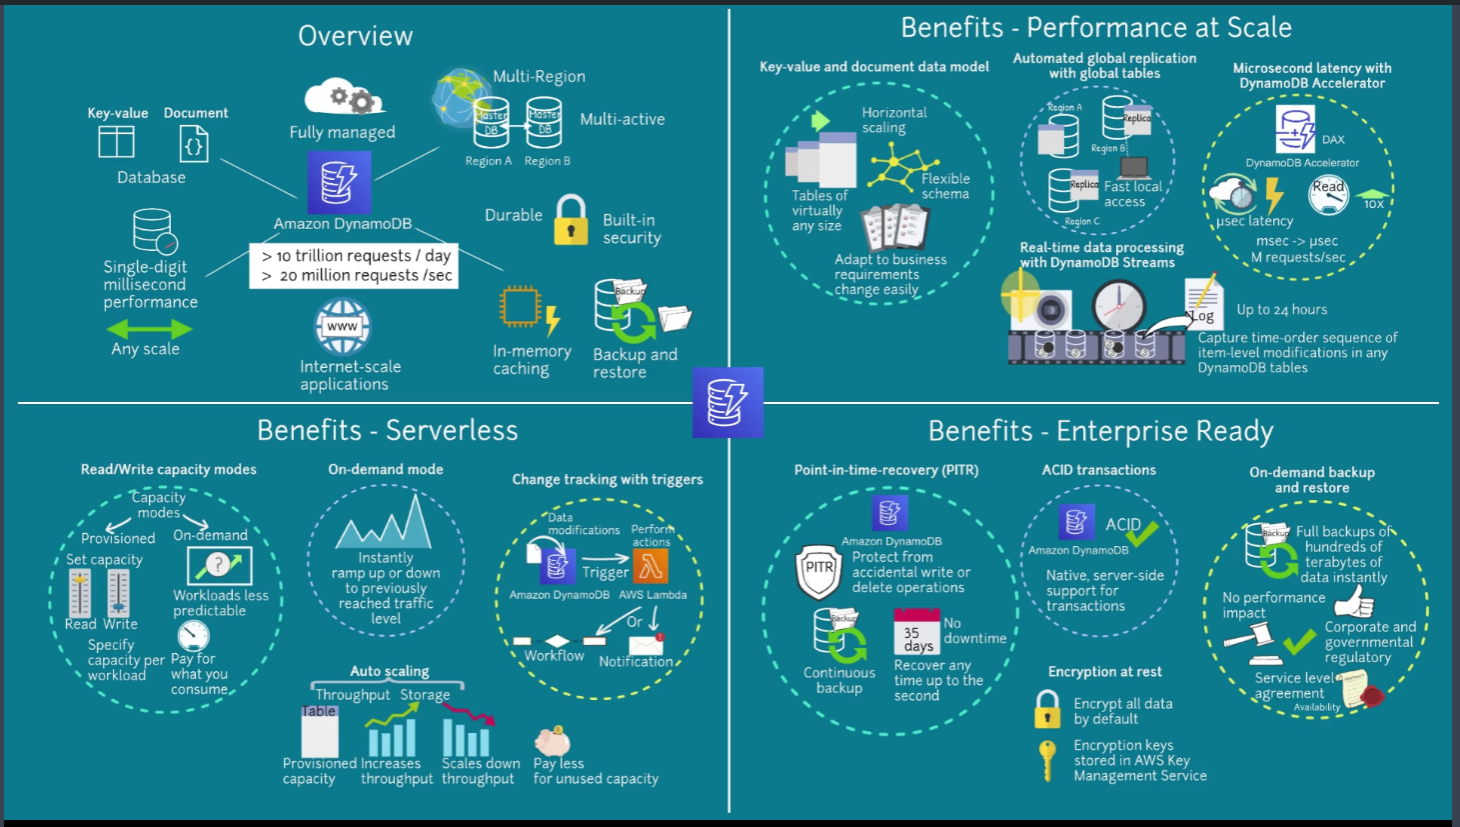 Overview
Key-value
Document
Database
Fully managed
Amazon DynamoDB
> 10 trillion requests / day
> 20 million requests /sec
Multi-Region
Master
DB
Master
DB
Multi-active
Region A
Region B
Single-digit
millisecond
performance
Any scale
WWW
Internet-scale
applications
Durable
Built-in
security
In-memory
caching
Backup
Backup and
restore
Benefits - Performance at Scale
Key-value and document data model
Horizontal
scaling
Tables of
virtually
any size
Flexible
schema
Adapt to business
requirements
change easily
Automated global replication
with global tables
Region A
Replica
Region B
Replica
Region C
Fast local
access
Microsecond latency with
DynamoDB Accelerator
DAX
DynamoDB Accelerator
Read
10X
µsec latency
msec -> µsec
M requests/sec
Real-time data processing
with DynamoDB Streams
Log
Up to 24 hours
Capture time-order sequence of
item-level modifications in any
DynamoDB tables
Benefits - Serverless
Read/Write capacity modes
Capacity
modes
Provisioned
On-demand
Set capacity
?
Read Write
Workloads less
predictable
Specify
capacity per
workload
Pay for
what you
consume
On-demand mode
Instantly
ramp up or down
to previously
reached traffic
level
Change tracking with triggers
Data
modifications
Perform
actions
Trigger
Amazon DynamoDB
AWS Lambda
Or
Workflow
Notification
Auto scaling
Throughput Storage
Table
Provisioned
capacity
Increases
throughput
Scales down
throughput
Pay less
for unused capacity
Benefits - Enterprise Ready
Point-in-time-recovery (PITR)
Amazon DynamoDB
PITR
Protect from
accidental write or
delete operations
Backup
Continuous
backup
35
days
No
downtime
Recover any
time up to the
second
ACID transactions
ACID
Amazon DynamoDB
Native, server-side
support for
transactions
Encryption at rest
Encrypt all data
by default
Encryption keys
stored in AWS Key
Management Service
On-demand backup
and restore
Backup
Full backups of
hundreds of
terabytes of
data instantly
No performance
impact
Corporate and
governmental
regulatory
Service level
agreement
Availability